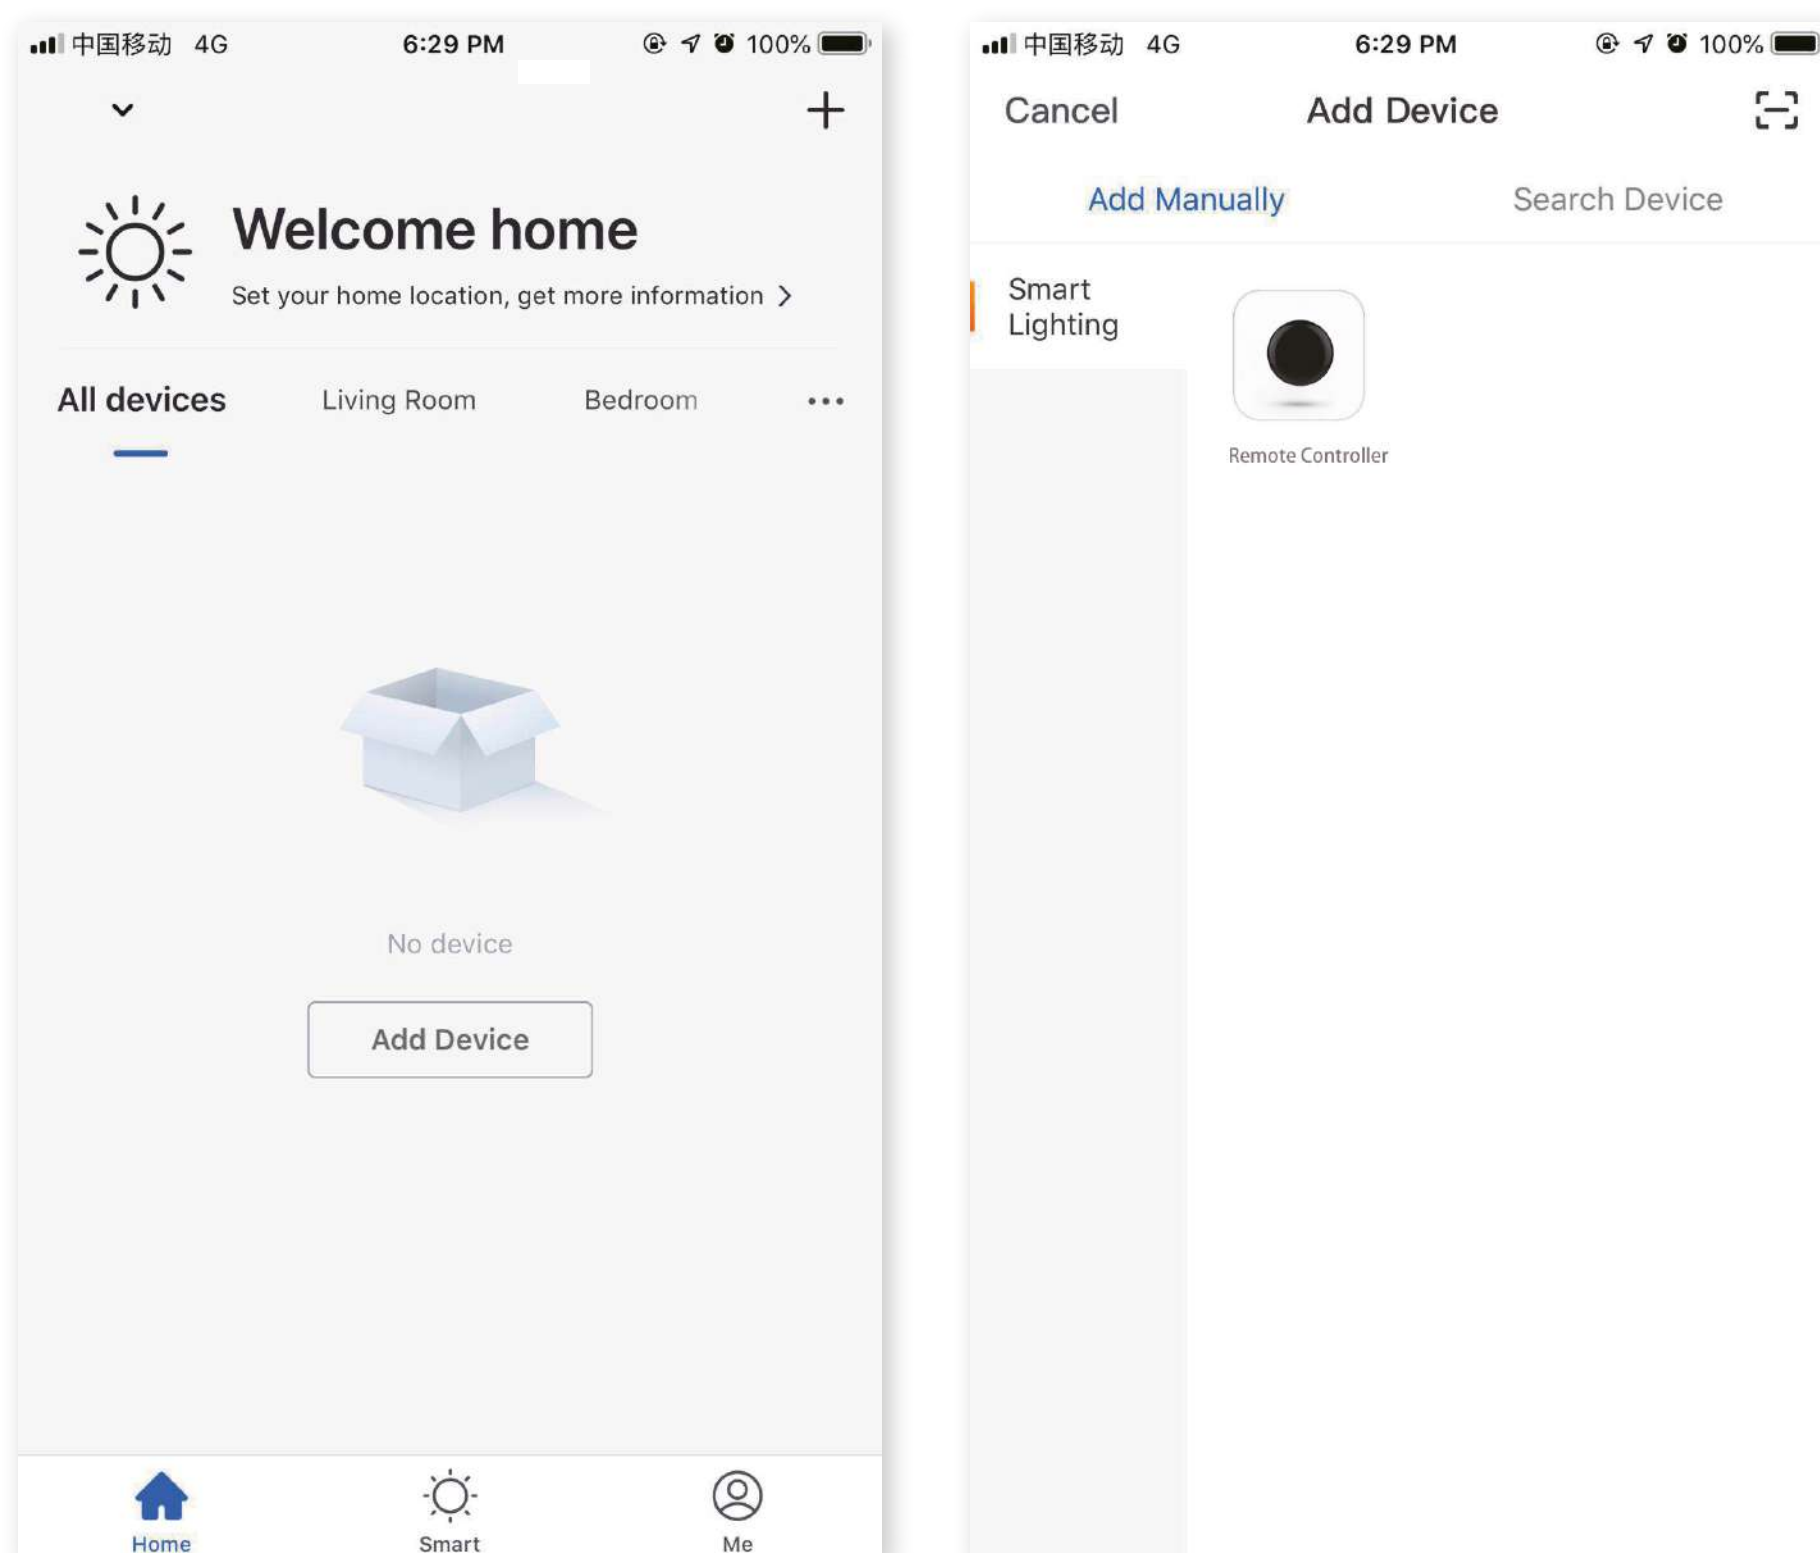 中国移动 4G 6:29 PM 100%
Welcome home
Set your home location, get more information >
All devices Living Room Bedroom ...
No device
Add Device
Home Smart Me
中国移动 4G 6:29 PM 100%
Cancel Add Device
Add Manually Search Device
Smart
Lighting
Remote Controller